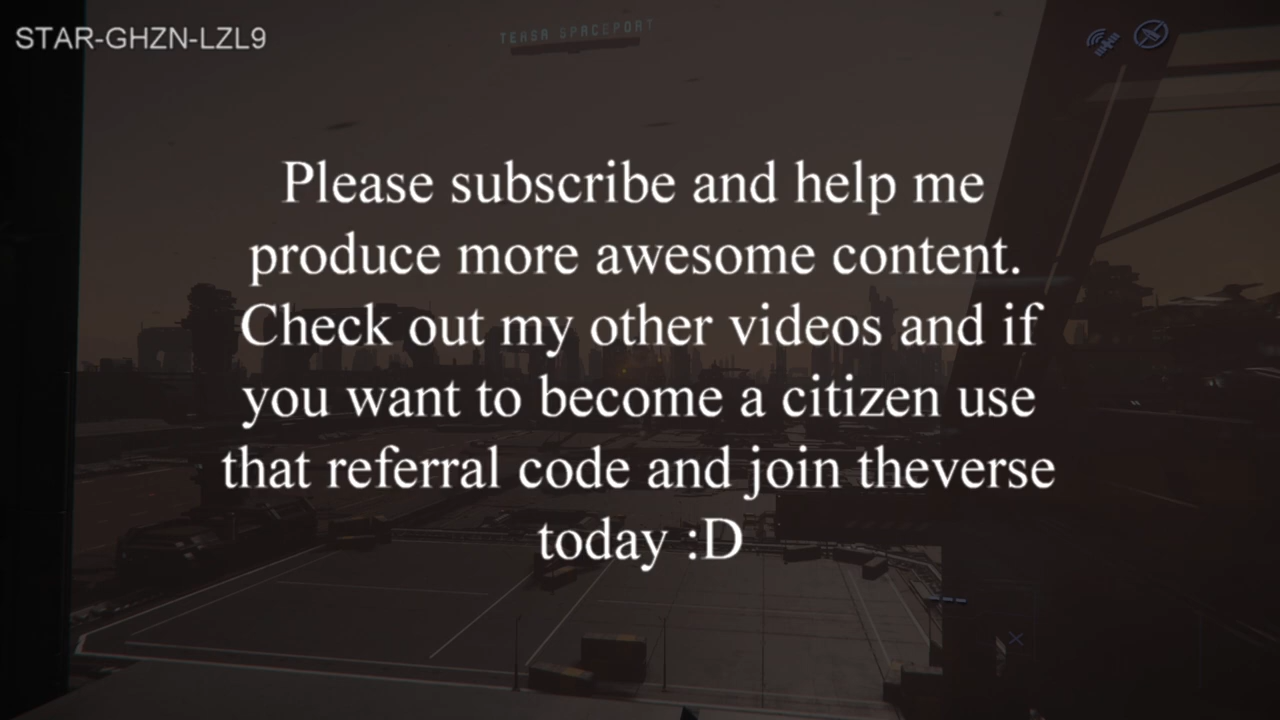 STAR-GHZN-LZL9
TEASA SPACEPORT
Please subscribe and help me
produce more awesome content.
Check out my other videos and if
you want to become a citizen use
that referral code and join theverse
today :D